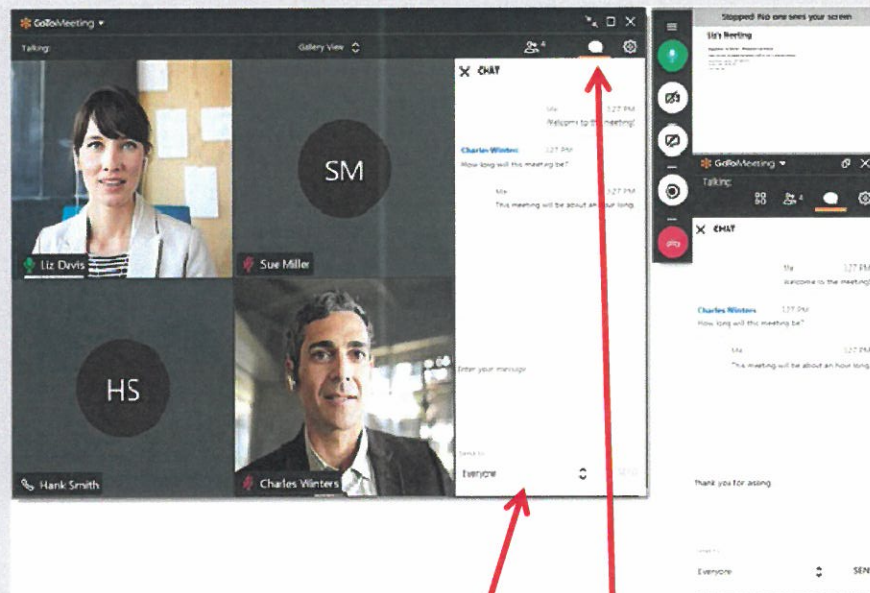 GoToMeeting
Talking:
Gallery View
4
CHAT
Me 1:27 PM
Welcome to the meeting!
Charles Winters 1:27 PM
How long will this meeting be?
Me 1:27 PM
This meeting will be about an hour long.
SM
Liz Davis
Sue Miller
HS
Hank Smith
Charles Winters
Enter your message
Send to
Everyone
SEND
Stopped: No one sees your screen
Liz's Meeting
GoToMeeting
Talking:
4
CHAT
Me 1:27 PM
Welcome to the meeting!
Charles Winters 1:27 PM
How long will this meeting be?
Me 1:27 PM
This meeting will be about an hour long.
Thank you for asking
Everyone
SEN